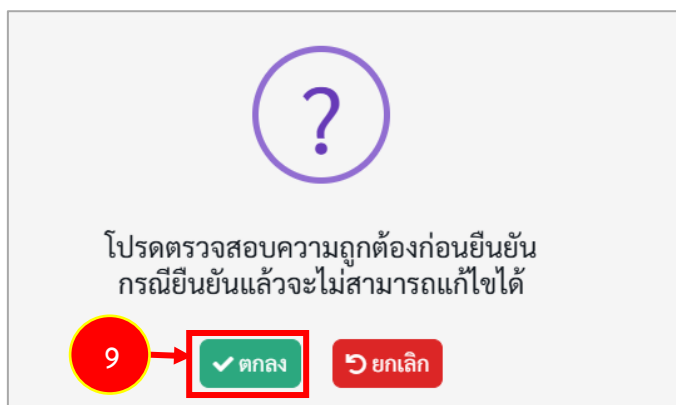 ?
โปรดตรวจสอบความถูกต้องก่อนยืนยัน
กรณียืนยันแล้วจะไม่สามารถแก้ไขได้
9 ตกลง ยกเลิก